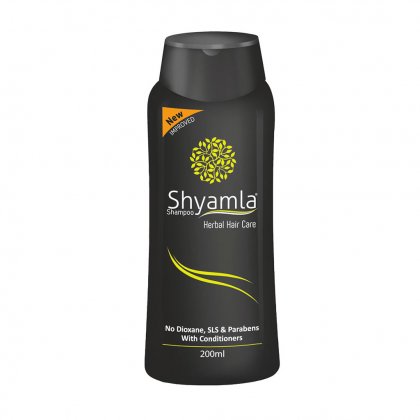 New
IMPROVED
Shyamla®
Shampoo
Herbal Hair Care
No Dioxane, SLS & Parabens
With Conditioners
200ml